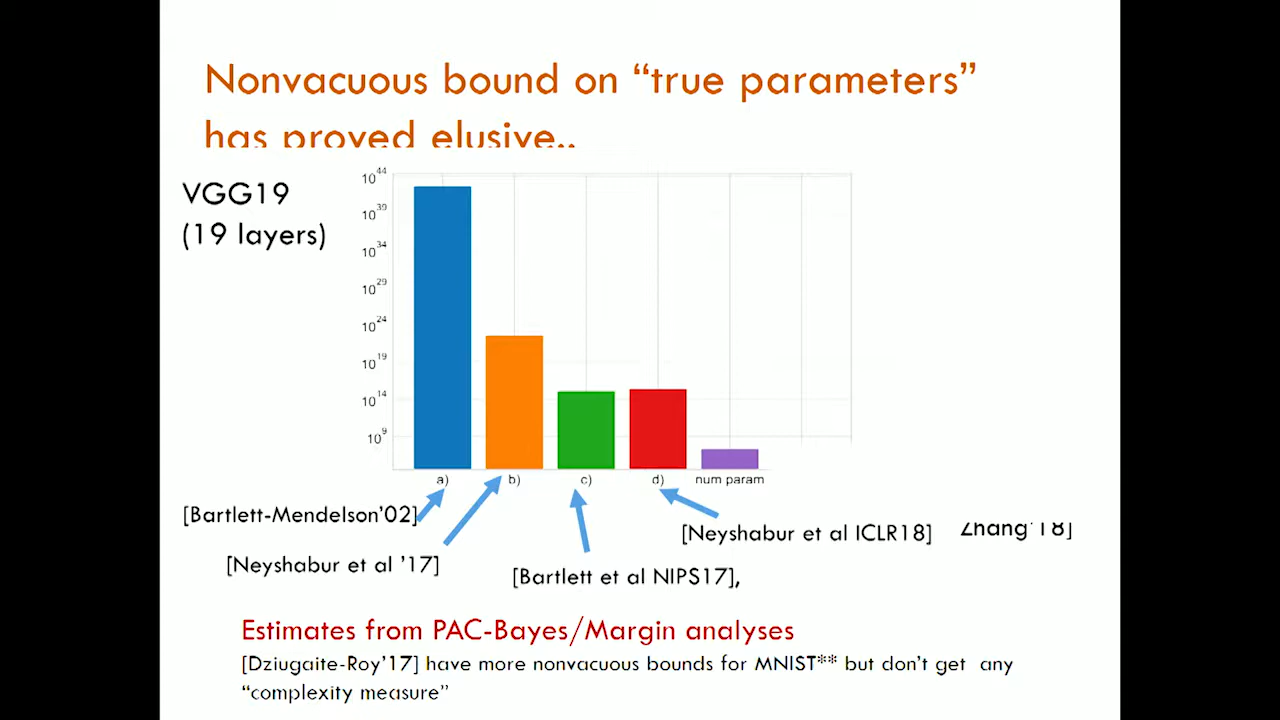 Nonvacuous bound on “true parameters”
has proved elusive..
VGG19
(19 layers)
10^44
10^39
10^34
10^29
10^24
10^19
10^14
10^9
a)
b)
c)
d)
num param
[Bartlett-Mendelson’02]
[Neyshabur et al ’17]
[Bartlett et al NIPS17],
[Neyshabur et al ICLR18]
Zhang’18]
Estimates from PAC-Bayes/Margin analyses
[Dziugaite-Roy’17] have more nonvacuous bounds for MNIST** but don’t get any
“complexity measure”